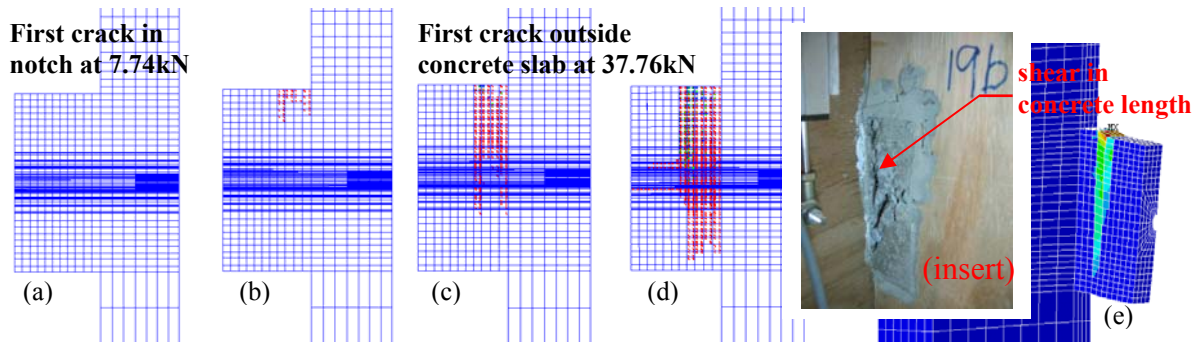 First crack in
notch at 7.74kN
First crack outside
concrete slab at 37.76kN
19b
shear in
concrete length
(insert)
(a)
(b)
(c)
(d)
(e)